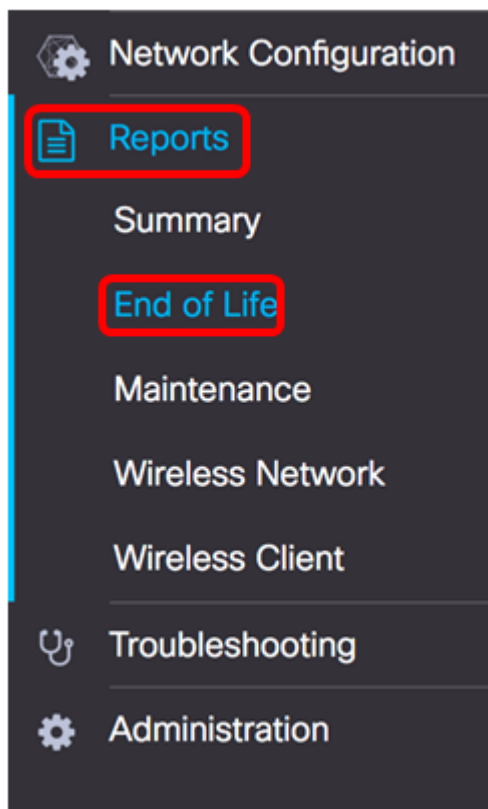 Network Configuration
Reports
Summary
End of Life
Maintenance
Wireless Network
Wireless Client
Troubleshooting
Administration